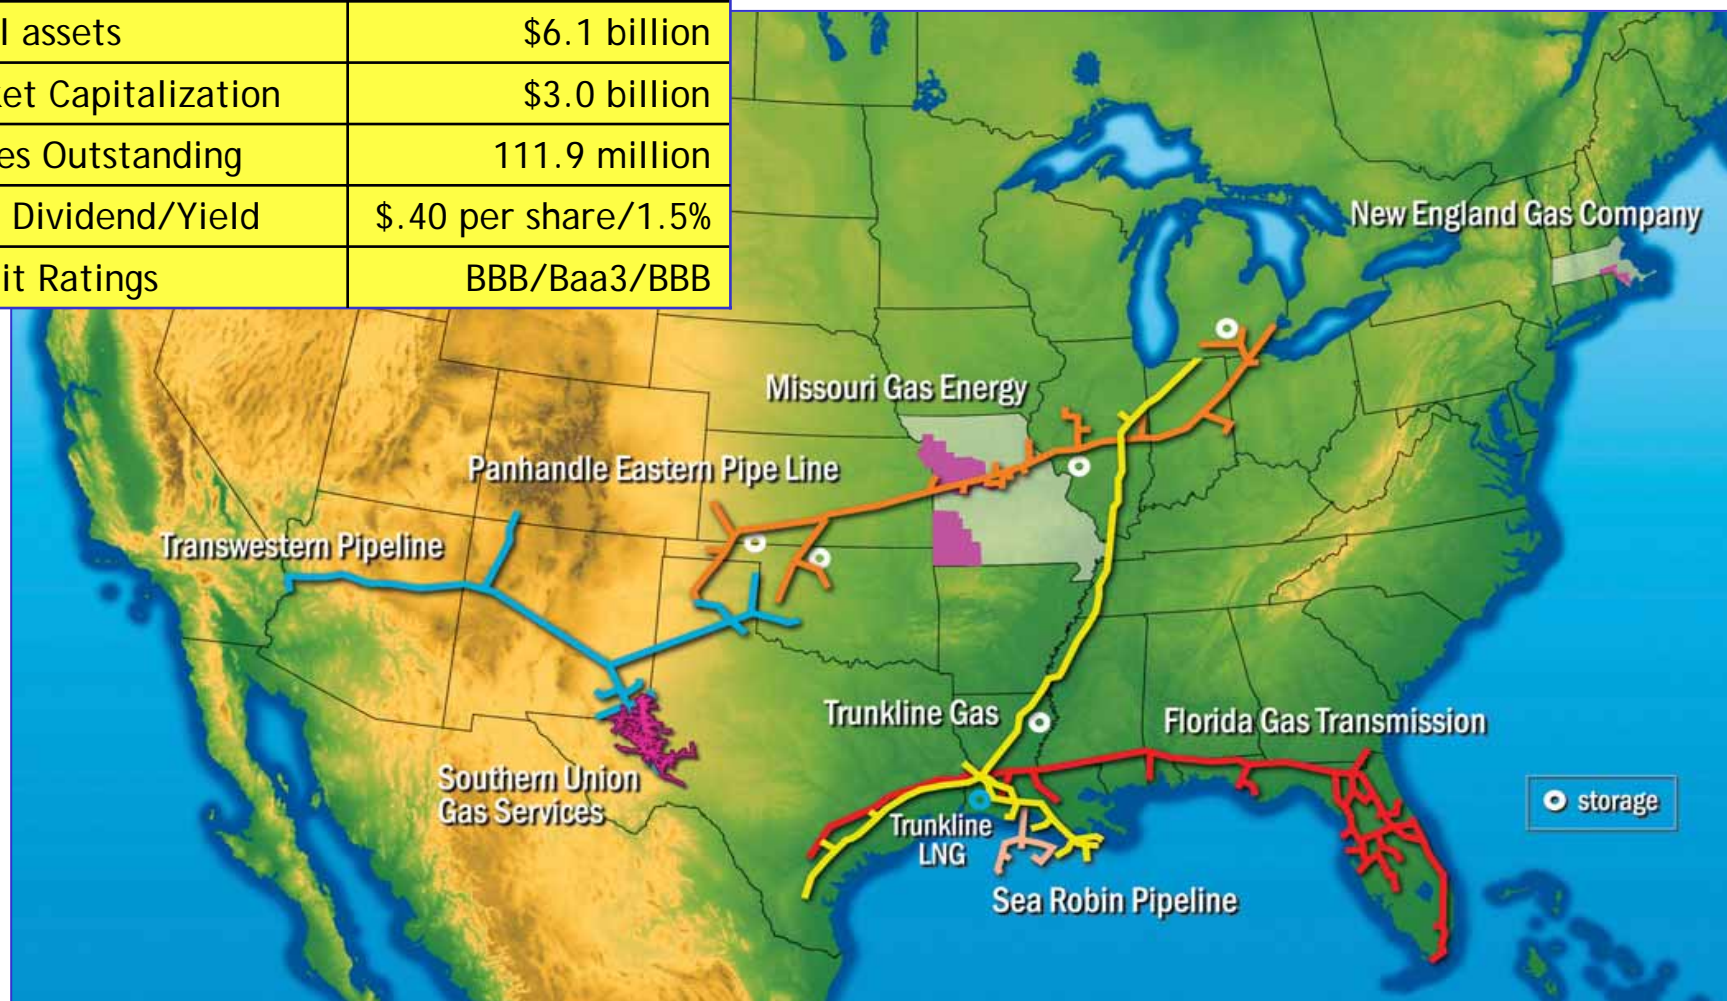 l assets $6.1 billion
et Capitalization $3.0 billion
es Outstanding 111.9 million
Dividend/Yield $.40 per share/1.5%
it Ratings BBB/Baa3/BBB
New England Gas Company
Missouri Gas Energy
Panhandle Eastern Pipe Line
Transwestern Pipeline
Trunkline Gas
Florida Gas Transmission
Southern Union
Gas Services
storage
Trunkline
LNG
Sea Robin Pipeline